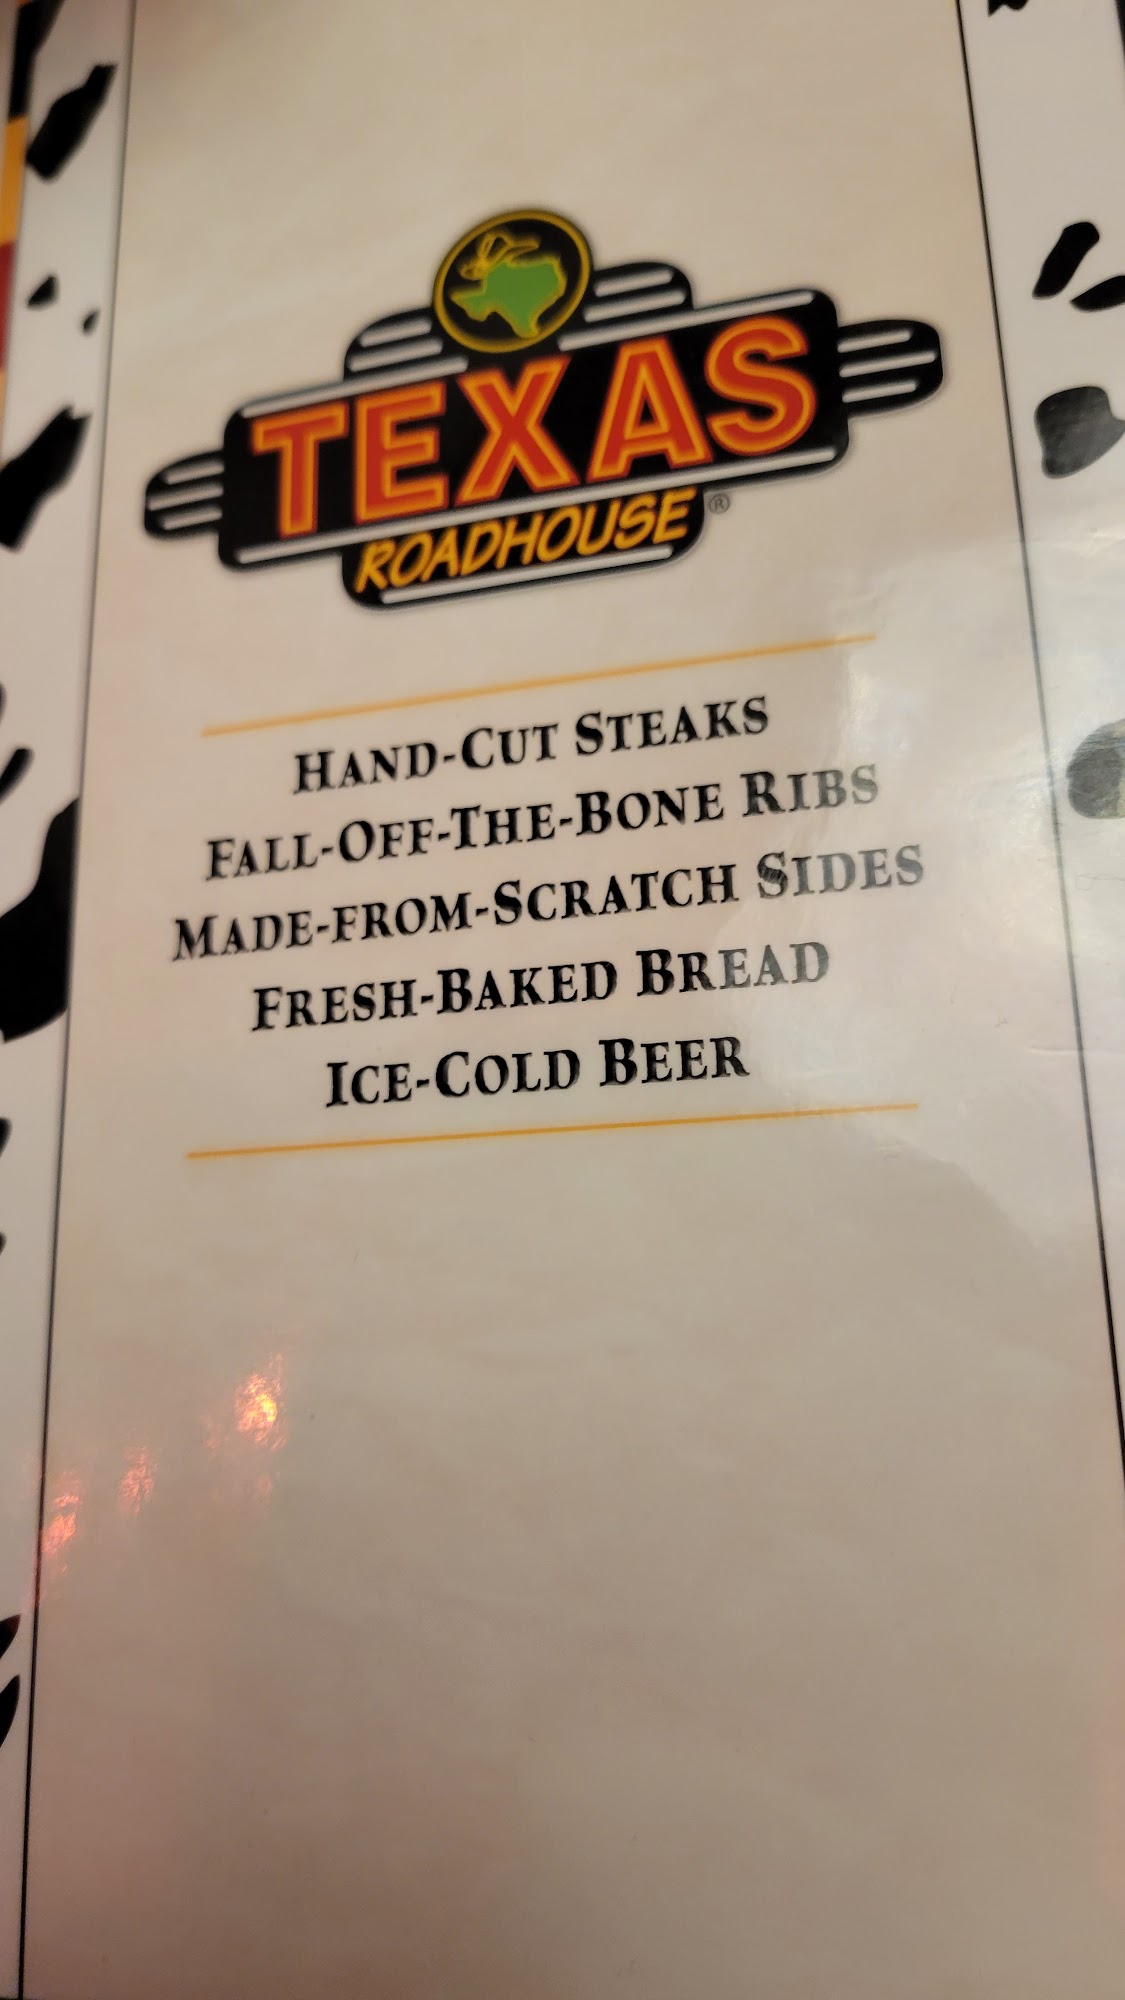 TEXAS
ROADHOUSE®
HAND-CUT STEAKS
FALL-OFF-THE-BONE RIBS
MADE-FROM-SCRATCH SIDES
FRESH-BAKED BREAD
ICE-COLD BEER